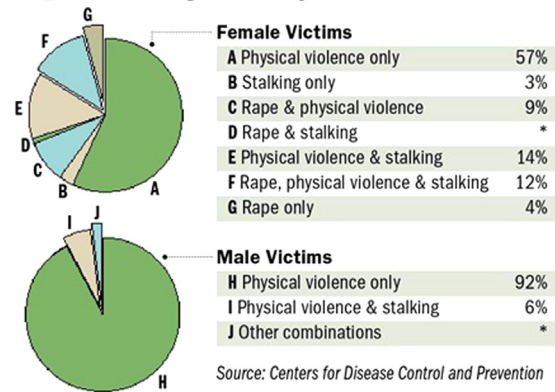 G
F
E
D
C
B
A
Female Victims
A Physical violence only 57%
B Stalking only 3%
C Rape & physical violence 9%
D Rape & stalking *
E Physical violence & stalking 14%
F Rape, physical violence & stalking 12%
G Rape only 4%
I
J
H
Male Victims
H Physical violence only 92%
I Physical violence & stalking 6%
J Other combinations *
Source: Centers for Disease Control and Prevention